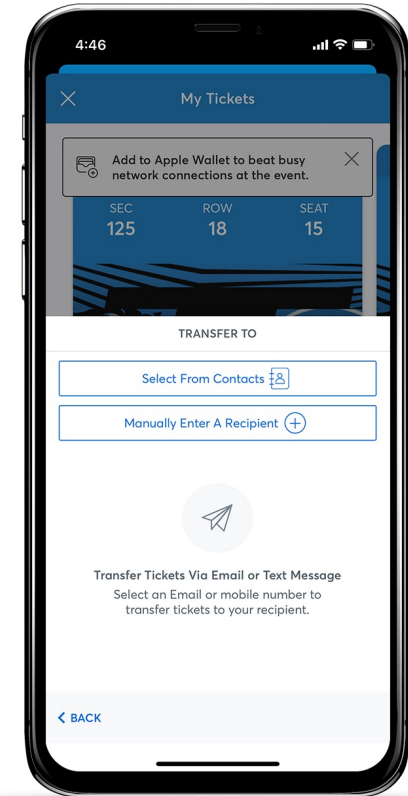 4:46
My Tickets
Add to Apple Wallet to beat busy
network connections at the event.
SEC ROW SEAT
125 18 15
TRANSFER TO
Select From Contacts
Manually Enter A Recipient
Transfer Tickets Via Email or Text Message
Select an Email or mobile number to
transfer tickets to your recipient.
BACK